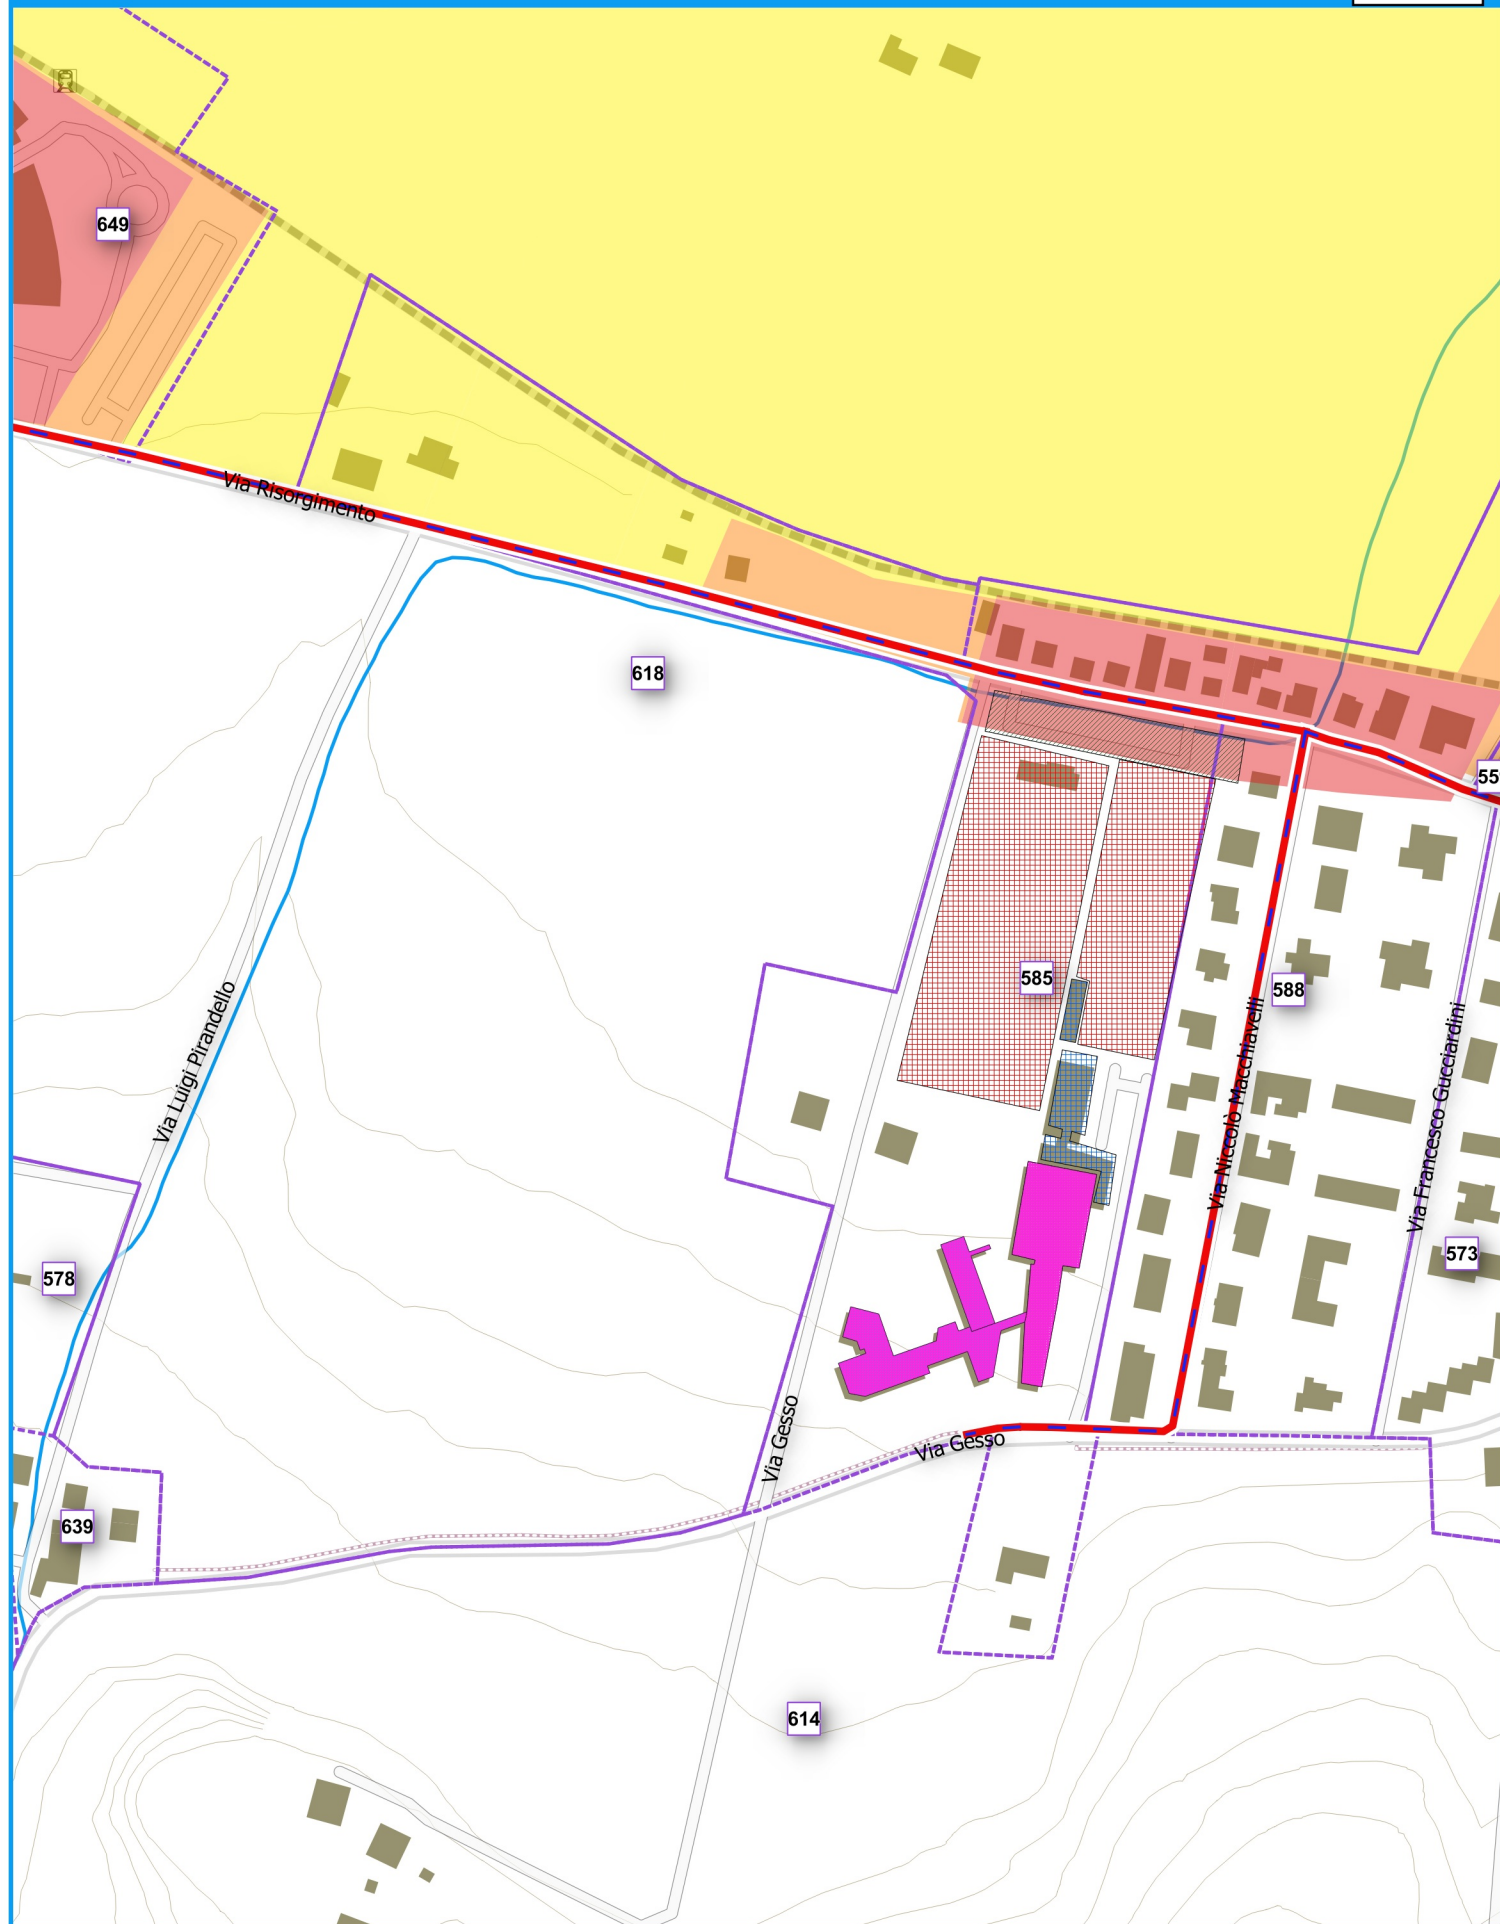 649
Via Risorgimento
618
55
585
588
Via Luigi Pirandello
Via Niccolò Macchiavelli
Via Francesco Gucciardini
573
578
Via Gesso
Via Gesso
639
614